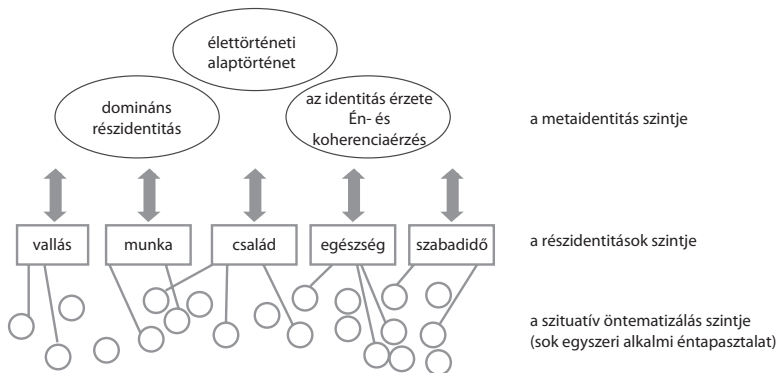 élettörténeti
alaptörténet
domináns
részidentitás
az identitás érzete
Én- és
koherenciaérzés
a metaidentitás szintje
vallás
munka
család
egészség
szabadidő
a részidentitások szintje
a szituatív öntematizálás szintje
(sok egyszeri alkalmi éntapasztalat)